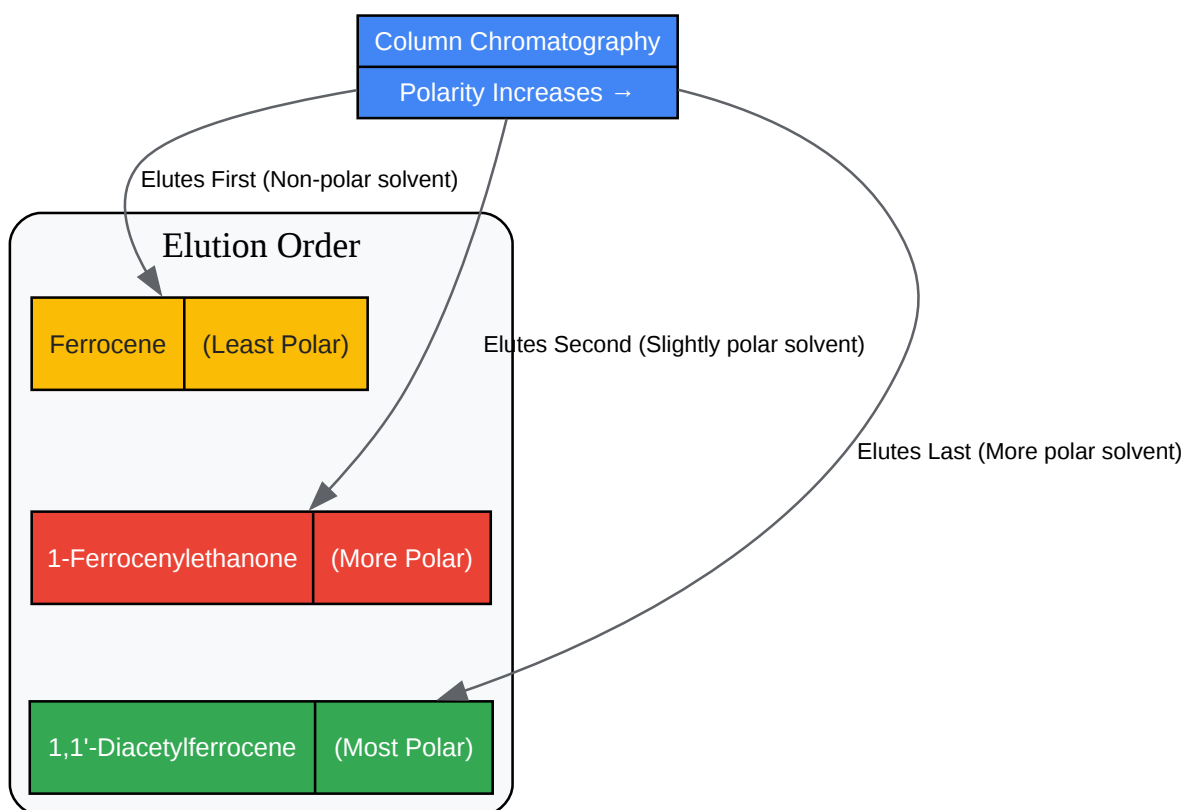 Column Chromatography
Polarity Increases →
Elutes First (Non-polar solvent)
Elution Order
Ferrocene
(Least Polar)
Elutes Second (Slightly polar solvent)
Elutes Last (More polar solvent)
1-Ferrocenylethanone
(More Polar)
1,1'-Diacetylferrocene
(Most Polar)